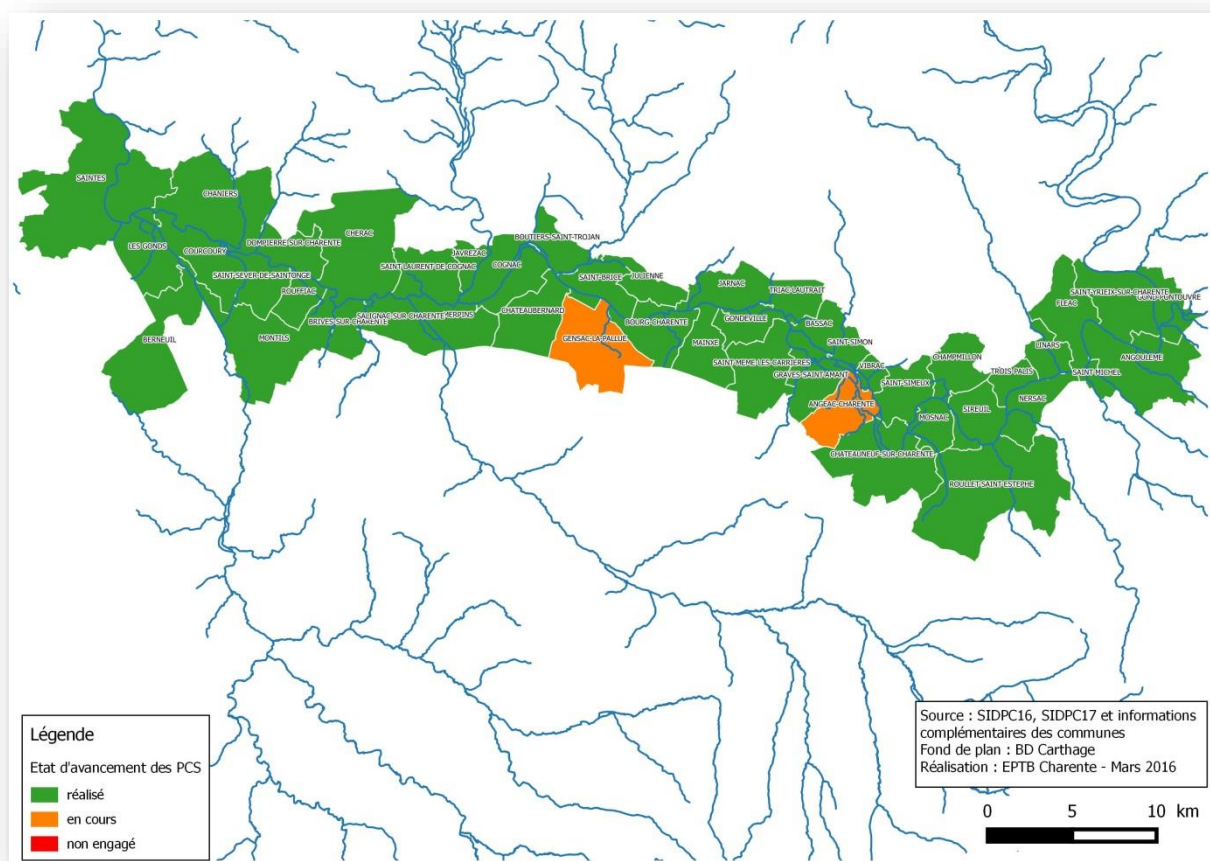 SAINTES
CHANIERS
LES GONDS
COURCOURY
DOMPIERRE SUR CHARENTE
CHERAC
SAINT-SEVER-DE-SAINTONGE
ROUFFIAC
SAINT LAURENT DE COGNAC
JAVREZAC
COGNAC
BOUTIERS-SAINT-TROJAN
BERNEUIL
MONTILS
BRIVES-SUR-CHARENTE
SALIGNAC SUR CHARENTE
MERPINS
CHATEAUBERNARD
SAINT-BRICE
JULIENNE
GENSAC-LA-PALLUE
BOURG-CHARENTE
JARNAC
TRIAC-LAUTRAIT
MAINXE
GONDEVILLE
BASSAC
SAINT-SIMON
SAINT-MEME-LES-CARRIERES
GRAVES-SAINT-AMANT
VIBRAC
ANGEAC-CHARENTE
SAINT-SIMEUX
CHAMPMILLON
MOSNAC
SIREUIL
TROIS-PALIS
CHATEAUNEUF-SUR-CHARENTE
ROULLET-SAINT-ESTEPHE
NERSAC
LINARS
FLEAC
SAINT-YRIEIX-SUR-CHARENTE
GOND-PONTOUVRE
ANGOULEME
SAINT-MICHEL
Légende
Etat d'avancement des PCS
réalisé
en cours
non engagé
Source : SIDPC16, SIDPC17 et informations
complémentaires des communes
Fond de plan : BD Carthage
Réalisation : EPTB Charente - Mars 2016
0 5 10 km